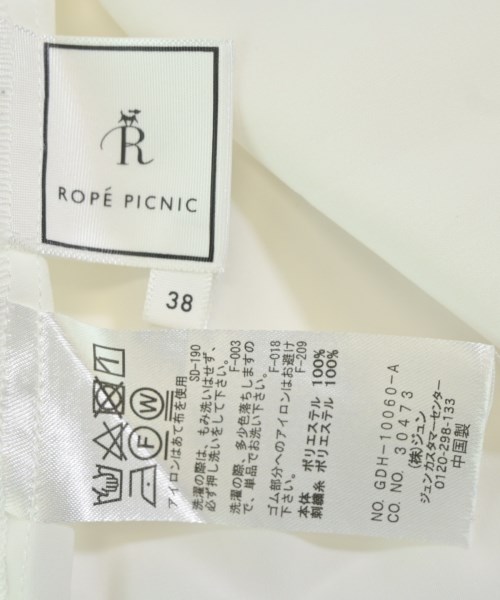 R
ROPÉ PICNIC
38
アイロンはあて布を使用
SD-190
洗濯の際は、もみ洗いはせず、
必ず押し洗いをして下さい。
F-003
洗濯の際、多少色落ちしますの
で、単品でお洗い下さい。
F-018
ゴム部分へのアイロンはお避け
下さい。
F-209
本体 ポリエステル 100%
刺繍糸 ポリエステル 100%
NO. GDH-10060-A
CO. NO. 30473
(株)ジュン
ジュン カスタマーセンター
0120-298-133
中国製
F
W